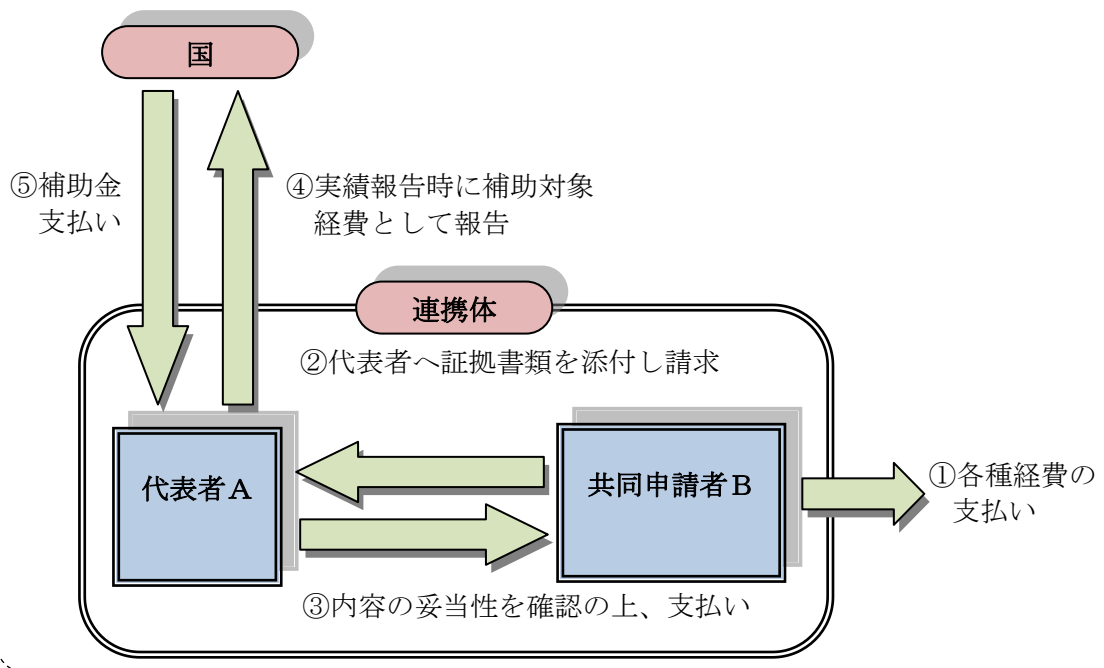 国
⑤補助金
支払い
④実績報告時に補助対象
経費として報告
連携体
②代表者へ証拠書類を添付し請求
代表者A
共同申請者B
①各種経費の
支払い
③内容の妥当性を確認の上、支払い